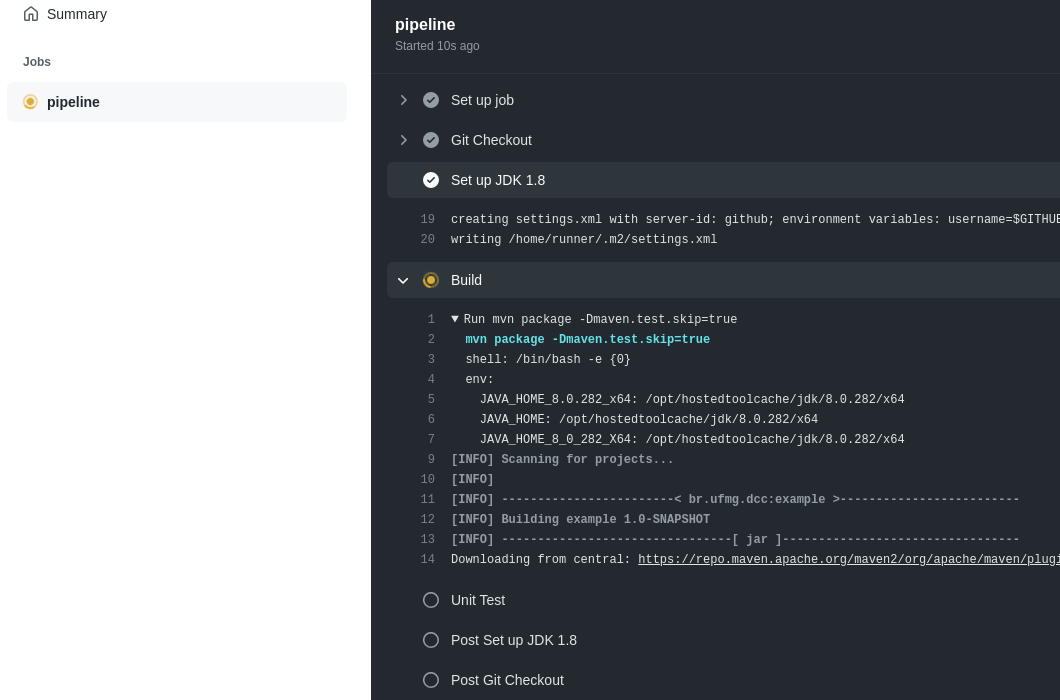 Summary
Jobs
pipeline
pipeline
Started 10s ago
Set up job
Git Checkout
Set up JDK 1.8
19 creating settings.xml with server-id: github; environment variables: username=$GITHUB
20 writing /home/runner/.m2/settings.xml
Build
1 ▼ Run mvn package -Dmaven.test.skip=true
2 mvn package -Dmaven.test.skip=true
3 shell: /bin/bash -e {0}
4 env:
5 JAVA_HOME_8.0.282_x64: /opt/hostedtoolcache/jdk/8.0.282/x64
6 JAVA_HOME: /opt/hostedtoolcache/jdk/8.0.282/x64
7 JAVA_HOME_8_0_282_X64: /opt/hostedtoolcache/jdk/8.0.282/x64
9 [INFO] Scanning for projects...
10 [INFO]
11 [INFO] ------------------------< br.ufmg.dcc:example >-------------------------
12 [INFO] Building example 1.0-SNAPSHOT
13 [INFO] --------------------------------[ jar ]---------------------------------
14 Downloading from central: https://repo.maven.apache.org/maven2/org/apache/maven/plugi
Unit Test
Post Set up JDK 1.8
Post Git Checkout